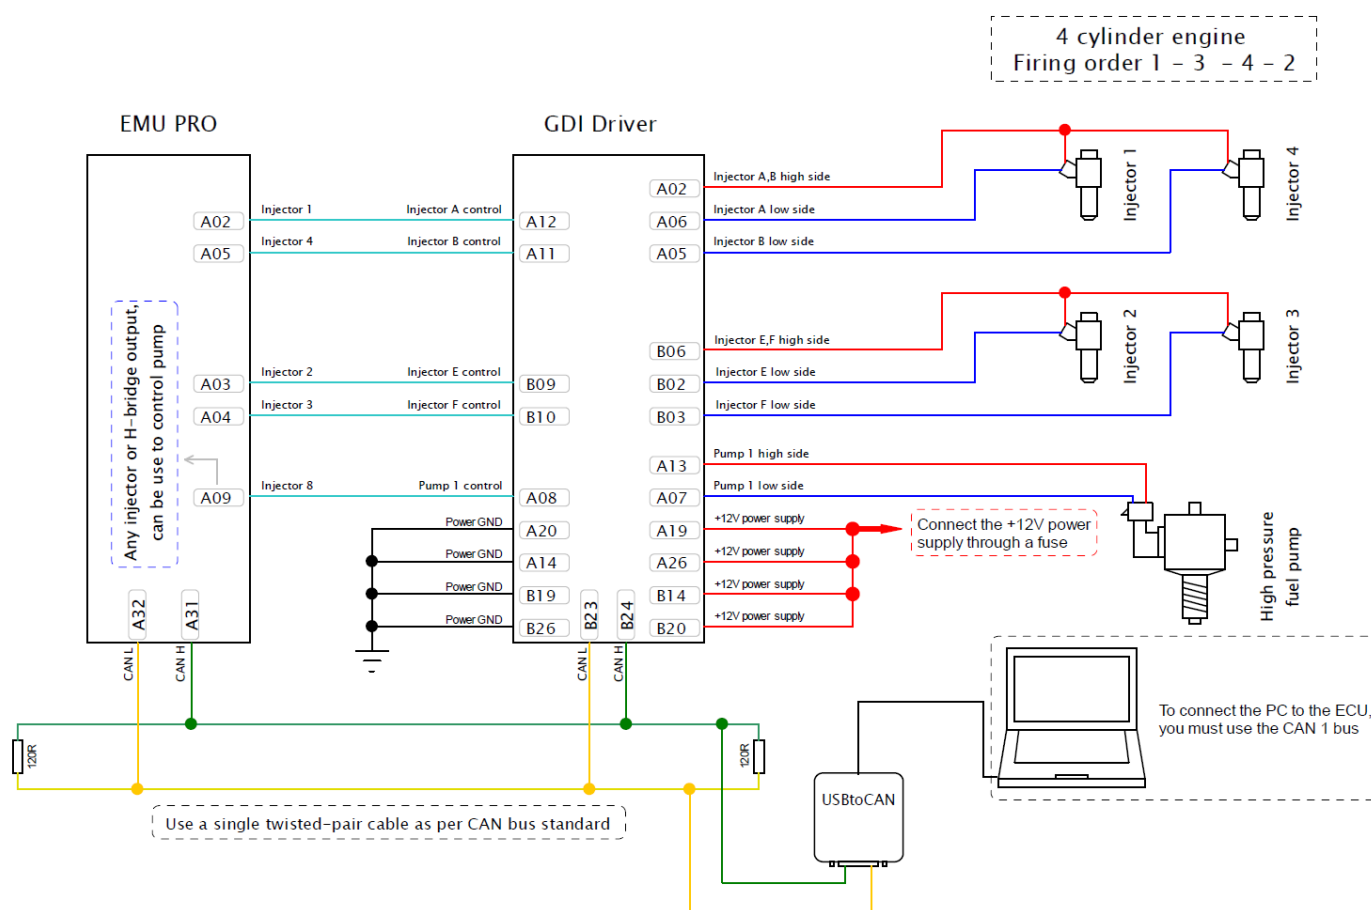 4 cylinder engine
Firing order 1 – 3 – 4 – 2
EMU PRO
GDI Driver
A02
Injector 1
Injector A control
A12
A05
Injector 4
Injector B control
A11
A03
Injector 2
Injector E control
B09
A04
Injector 3
Injector F control
B10
A09
Injector 8
Pump 1 control
A08
Any injector or H–bridge output,
can be use to control pump
Power GND
A20
Power GND
A14
Power GND
B19
Power GND
B26
A32
A31
B23
B24
CAN L
CAN H
CAN L
CAN H
A02
Injector A,B high side
A06
Injector A low side
A05
Injector B low side
B06
Injector E,F high side
B02
Injector E low side
B03
Injector F low side
A13
Pump 1 high side
A07
Pump 1 low side
A19
+12V power supply
A26
+12V power supply
B14
+12V power supply
B20
+12V power supply
Connect the +12V power
supply through a fuse
Injector 1
Injector 4
Injector 2
Injector 3
High pressure
fuel pump
To connect the PC to the ECU,
you must use the CAN 1 bus
120R
120R
USBtoCAN
Use a single twisted–pair cable as per CAN bus standard